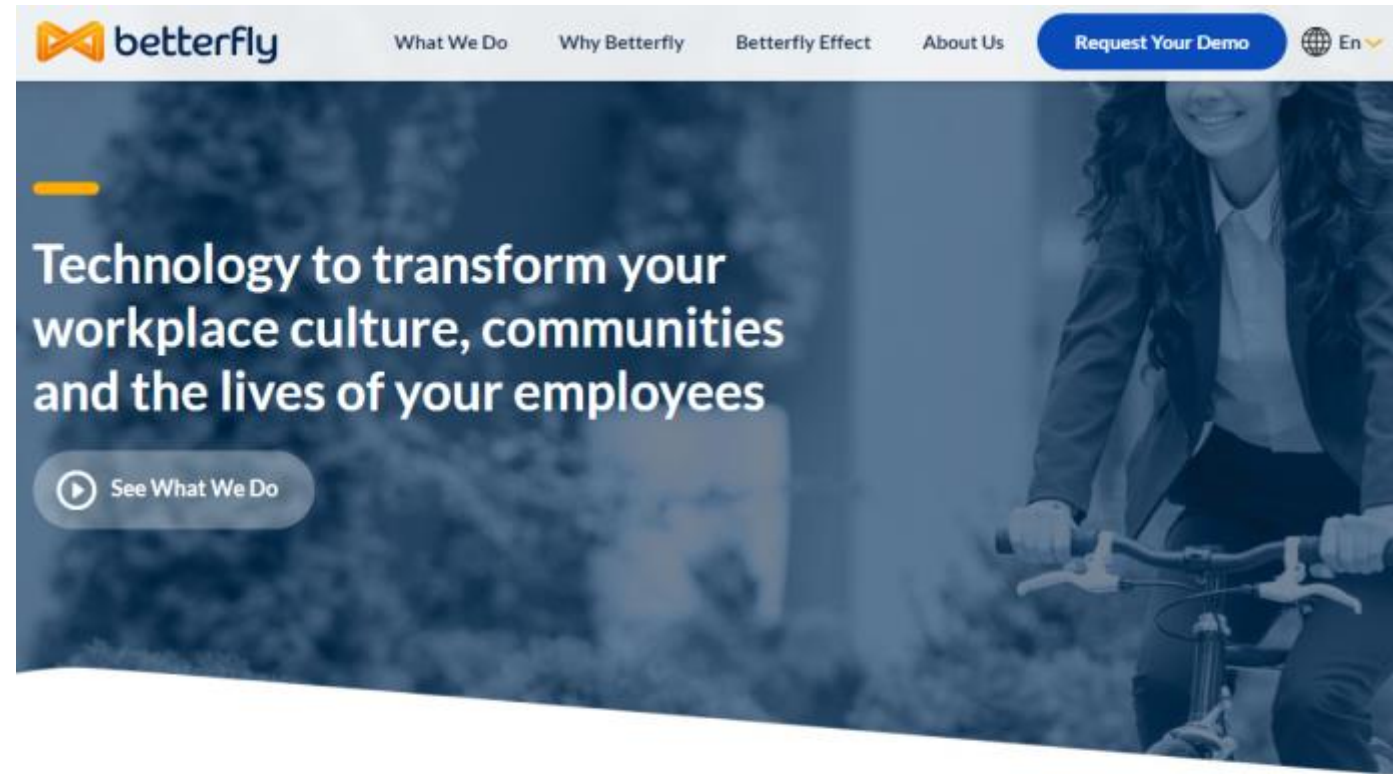 betterfly
What We Do
Why Betterfly
Betterfly Effect
About Us
Request Your Demo
En
Technology to transform your
workplace culture, communities
and the lives of your employees
See What We Do